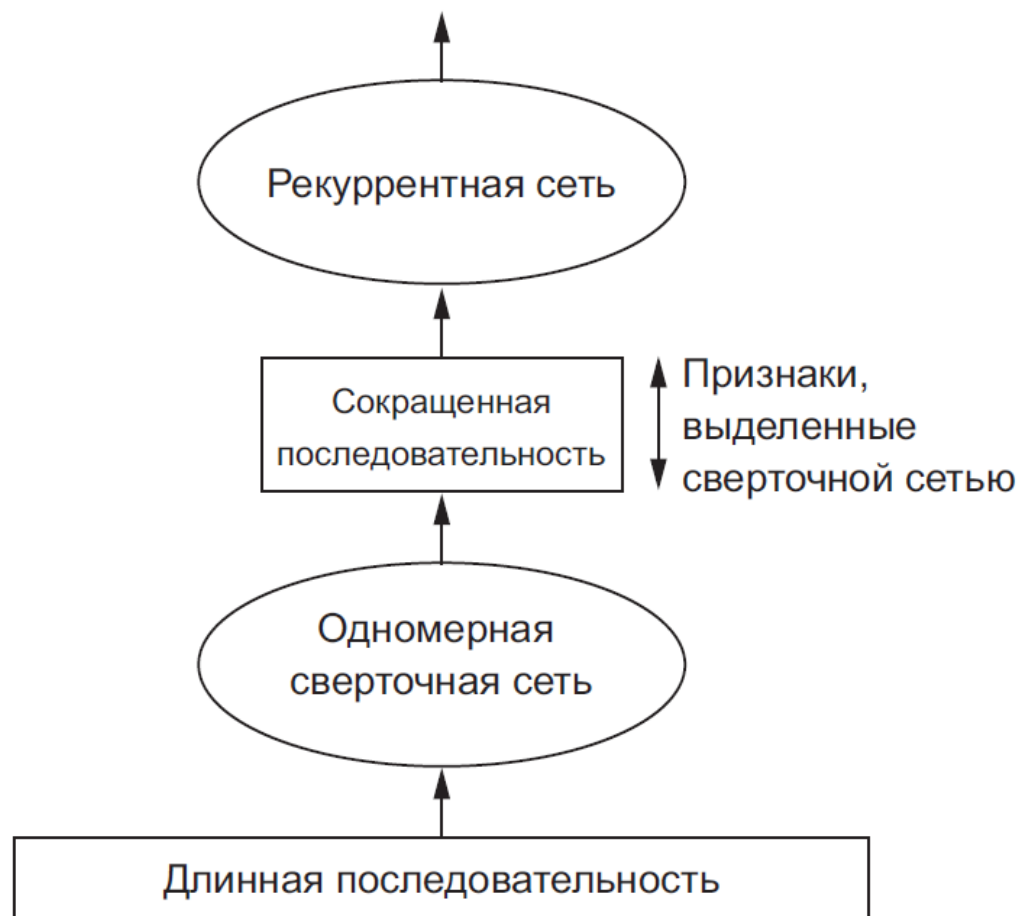 Рекуррентная сеть
Сокращенная
последовательность
Признаки,
выделенные
сверточной сетью
Одномерная
сверточная сеть
Длинная последовательность